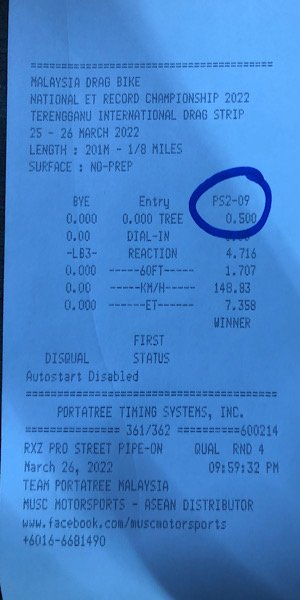 ==============================
MALAYSIA DRAG BIKE
NATIONAL ET RECORD CHAMPIONSHIP 2022
TERENGGANU INTERNATIONAL DRAG STRIP
25 - 26 MARCH 2022
LENGTH : 201M - 1/8 MILES
SURFACE : NO-PREP
BYE Entry PS2-09
0.000 0.000 TREE 0.500
0.00 DIAL-IN
-LB3- REACTION 4.716
0.000 -----60FT----- 1.707
0.00 -----KM/H----- 148.83
0.000 ------ET------ 7.358
WINNER
FIRST
DISQUAL STATUS
Autostart Disabled
==============================
PORTATREE TIMING SYSTEMS, INC.
============= 361/362 ==========600214
RXZ PRO STREET PIPE-ON QUAL RND 4
March 26, 2022 09:59:32 PM
TEAM PORTATREE MALAYSIA
MUSC MOTORSPORTS - ASEAN DISTRIBUTOR
www.facebook.com/muscmotorsports
+6016-6681490